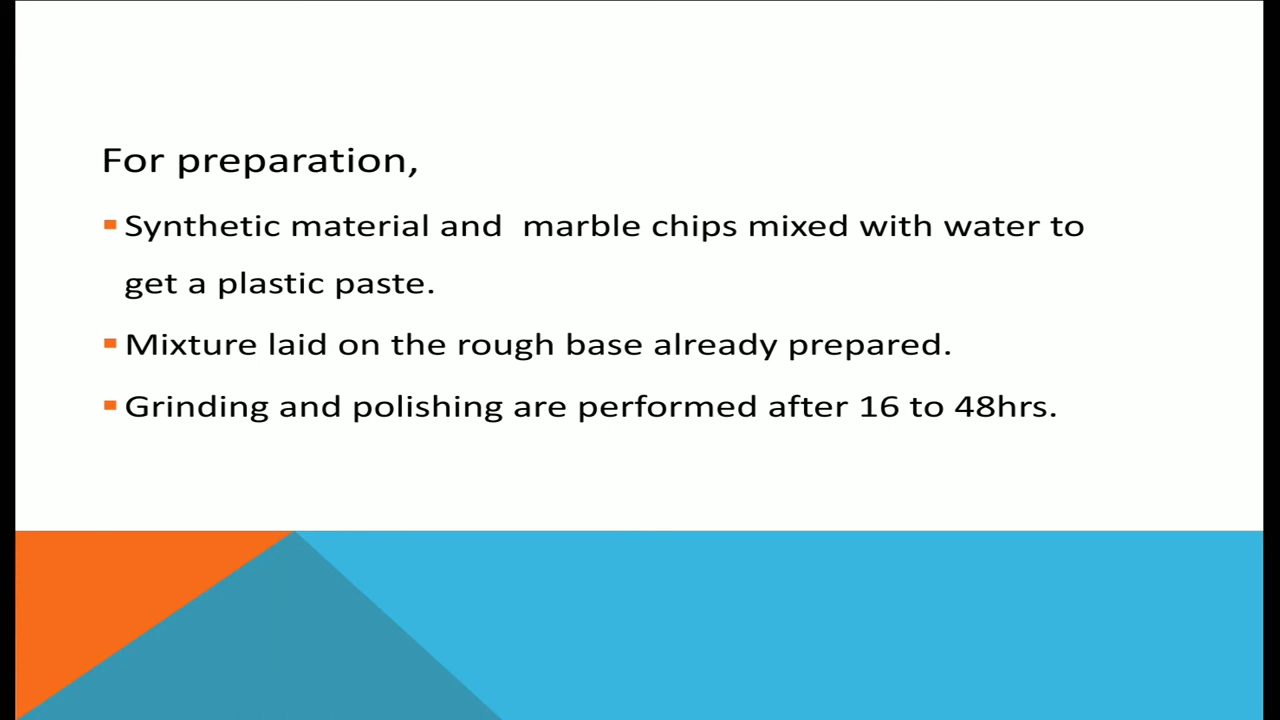 For preparation,
Synthetic material and marble chips mixed with water to
get a plastic paste.
Mixture laid on the rough base already prepared.
Grinding and polishing are performed after 16 to 48hrs.